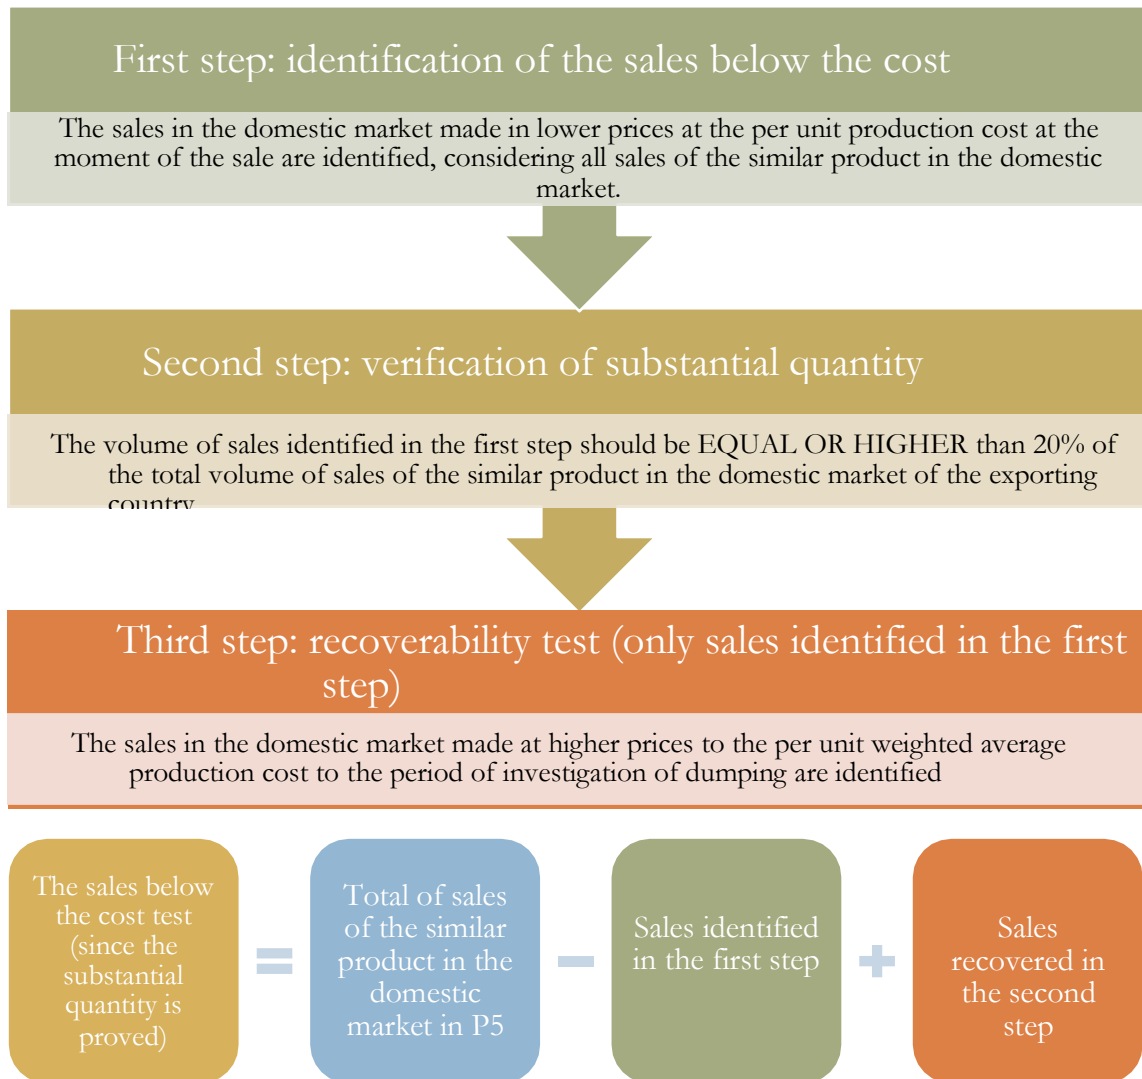 First step: identification of the sales below the cost
The sales in the domestic market made in lower prices at the per unit production cost at the
moment of the sale are identified, considering all sales of the similar product in the domestic
market.
Second step: verification of substantial quantity
The volume of sales identified in the first step should be EQUAL OR HIGHER than 20% of
the total volume of sales of the similar product in the domestic market of the exporting
country
Third step: recoverability test (only sales identified in the first
step)
The sales in the domestic market made at higher prices to the per unit weighted average
production cost to the period of investigation of dumping are identified
The sales below
the cost test
(since the
substantial
quantity is
proved)
=
Total of sales
of the similar
product in the
domestic
market in P5
−
Sales identified
in the first step
+
Sales
recovered in
the second
step